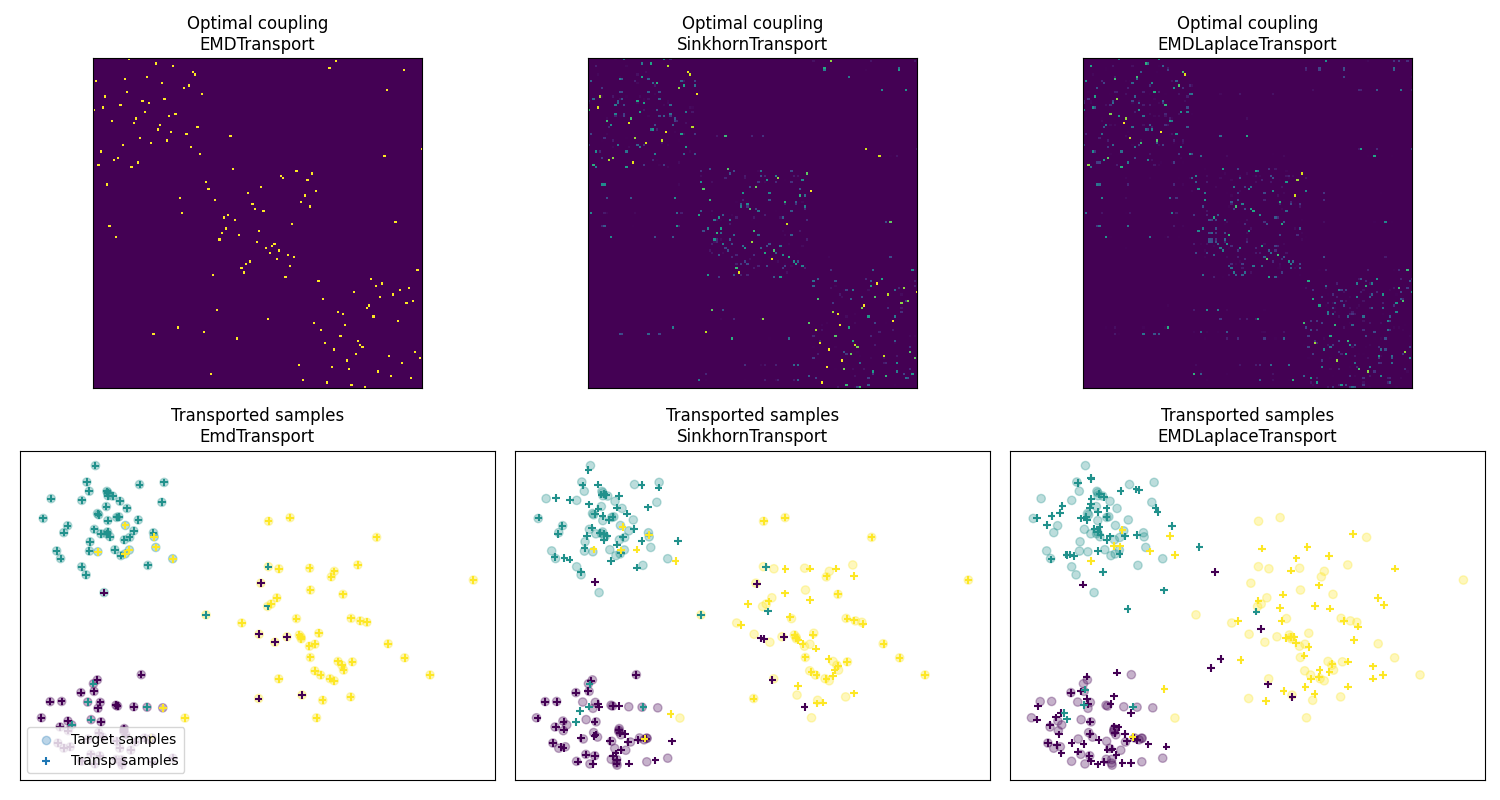 Optimal coupling
EMDTransport
Optimal coupling
SinkhornTransport
Optimal coupling
EMDLaplaceTransport
Transported samples
EmdTransport
Transported samples
SinkhornTransport
Transported samples
EMDLaplaceTransport
Target samples
Transp samples